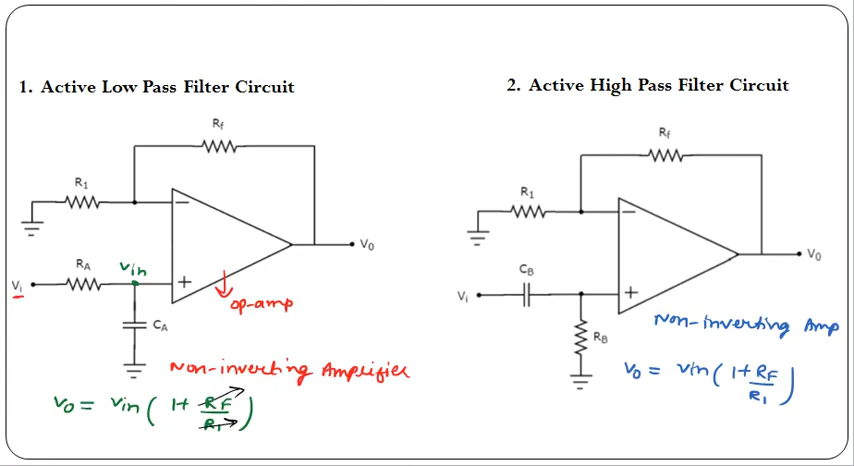 1. Active Low Pass Filter Circuit
Rf
R1
−
RA
Vin
Vi
+
CA
V0
op-amp
Non-inverting Amplifier
Vo = Vin ( 1+ RF/R1 )
2. Active High Pass Filter Circuit
Rf
R1
−
CB
Vi
+
RB
V0
Non-inverting Amp
Vo = Vin ( 1+ RF/R1 )